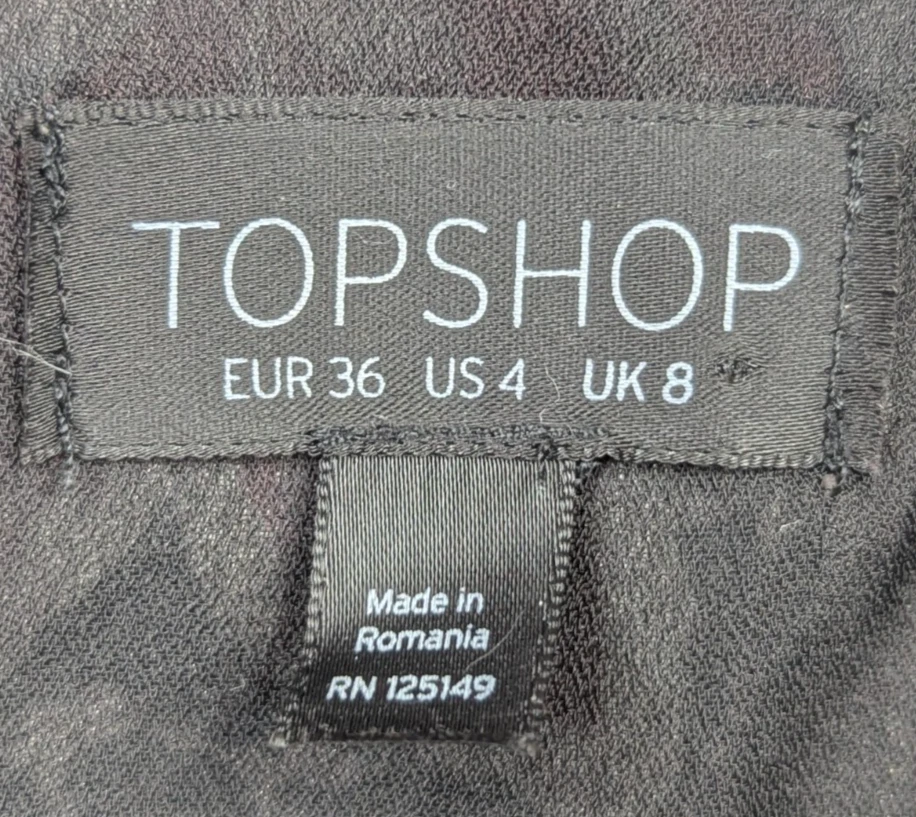 TOPSHOP
EUR 36 US 4 UK 8
Made in
Romania
RN 125149